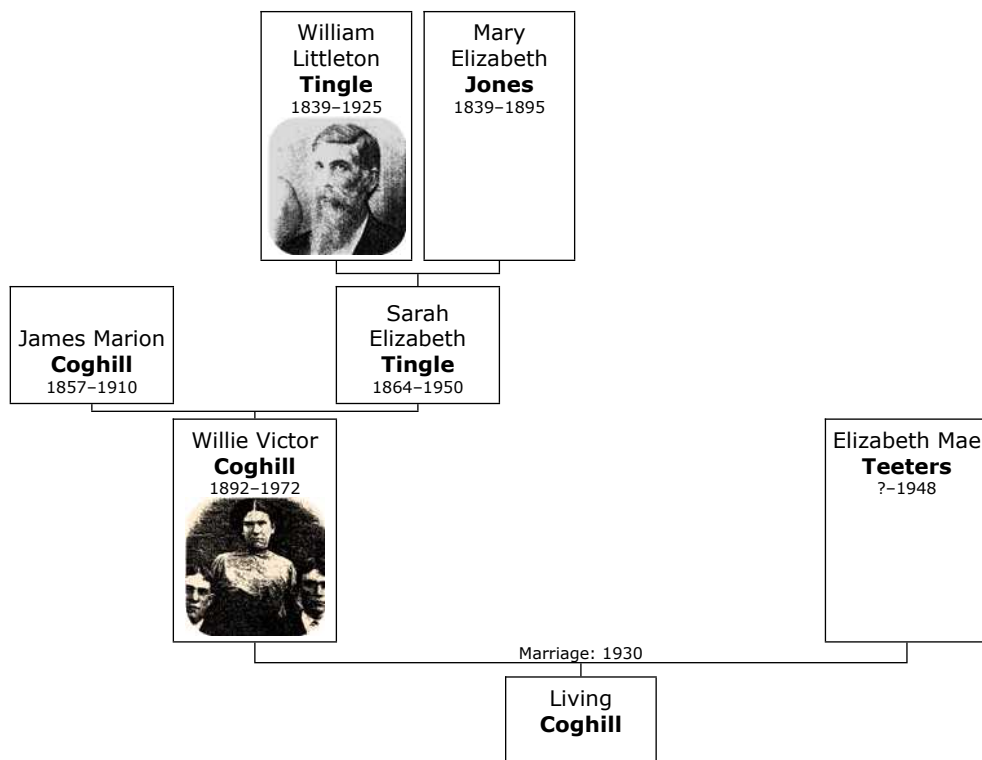 William
Littleton
Tingle
1839–1925
Mary
Elizabeth
Jones
1839–1895
James Marion
Coghill
1857–1910
Sarah
Elizabeth
Tingle
1864–1950
Willie Victor
Coghill
1892–1972
Elizabeth Mae
Teeters
?–1948
Marriage: 1930
Living
Coghill